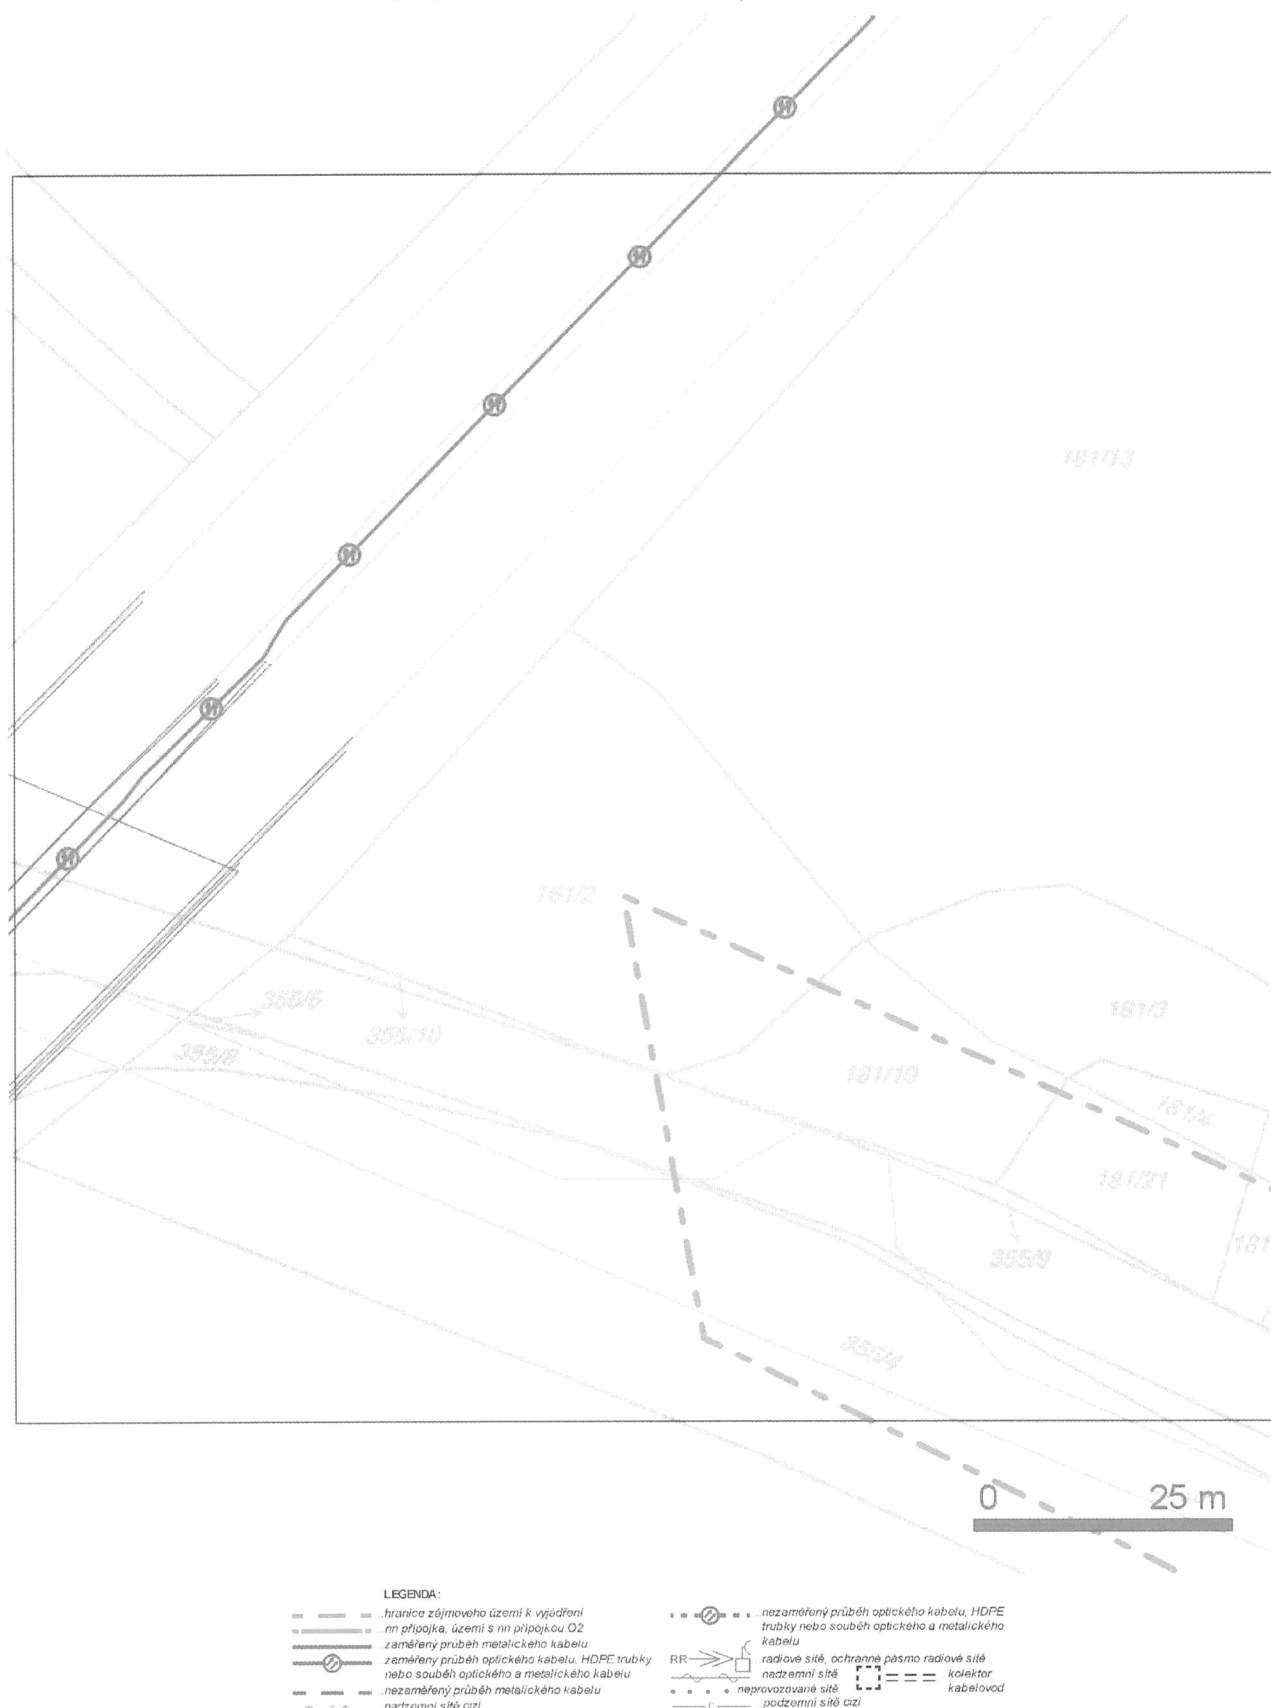 181/13
161/2
355/5
355/10
355/8
181/3
181/19
181/4
181/21
181
355/9
355/4
0 25 m
LEGENDA:
..hranice zájmového území k vyjádření
..nn přípojka, území s nn přípojkou O2
..zaměřený průběh metalického kabelu
..zaměřený průběh optického kabelu, HDPE trubky
nebo souběh optického a metalického kabelu
..nezaměřený průběh metalického kabelu
..nadzemní sítě cizí
..nezaměřený průběh optického kabelu, HDPE
trubky nebo souběh optického a metalického
kabelu
RR radiové sítě, ochranné pásmo radiové sítě
nadzemní sítě
kolektor
kabelovod
..neprovozované sítě
podzemní sítě cizí